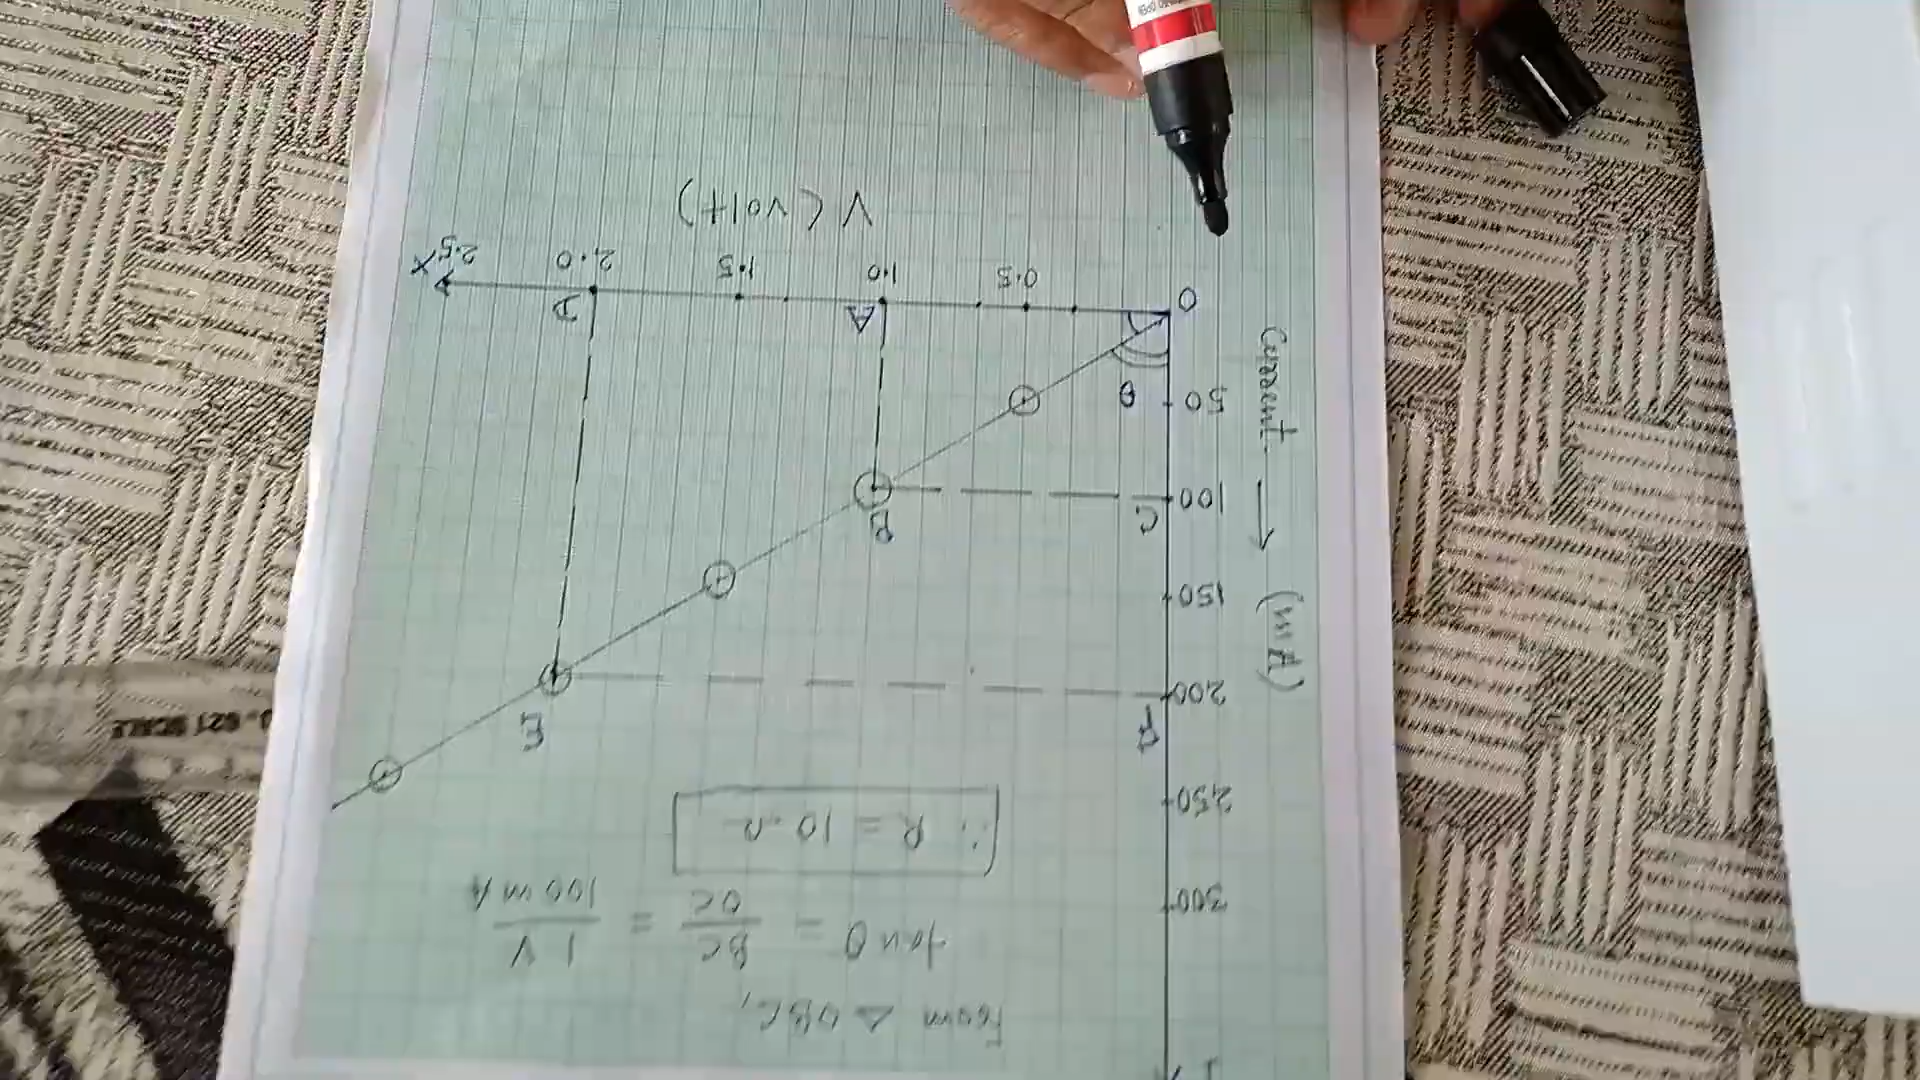 From △ OBC,
tan θ = BC/OC = 1 V/100 mA
∴ R = 10 Ω
300
250
200
150
100
50
0
Current → (mA)
F
E
C
B
θ
A
D
0.5
1.0
1.5
2.0
2.5
X
V (volt)
SCALE